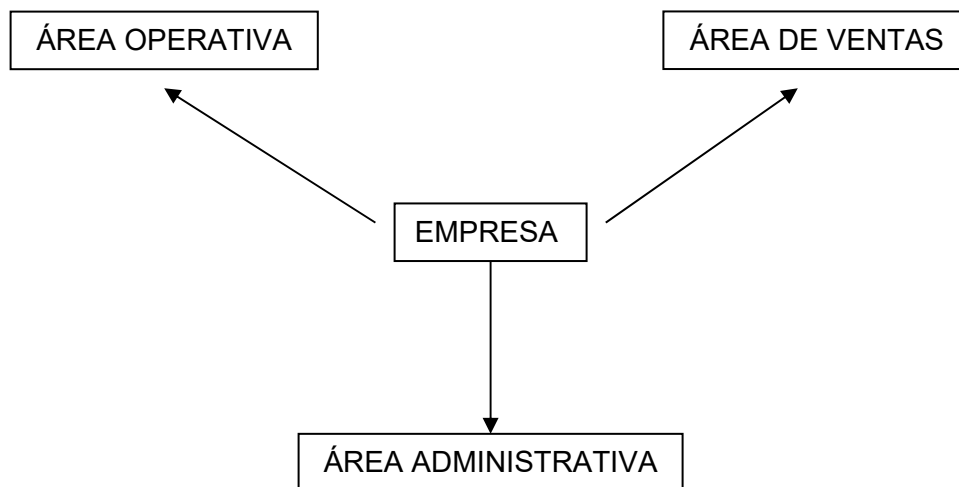 ÁREA OPERATIVA
ÁREA DE VENTAS
EMPRESA
ÁREA ADMINISTRATIVA